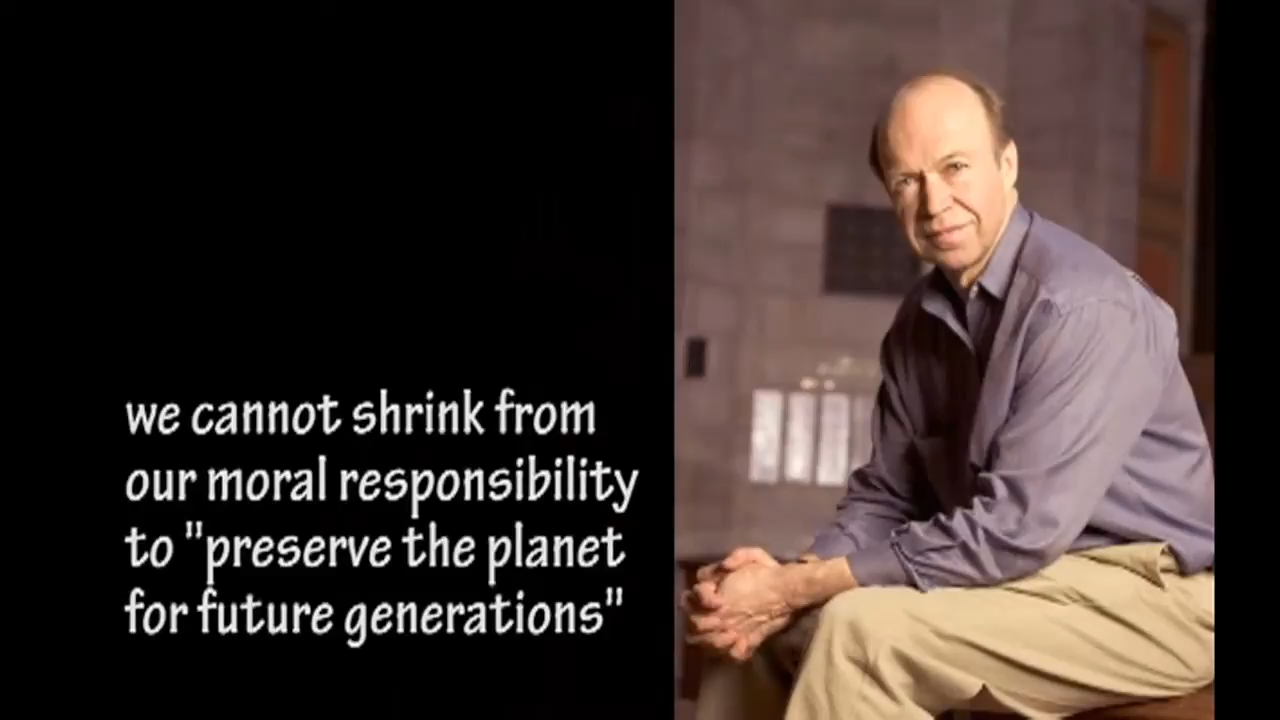 we cannot shrink from
our moral responsibility
to "preserve the planet
for future generations"